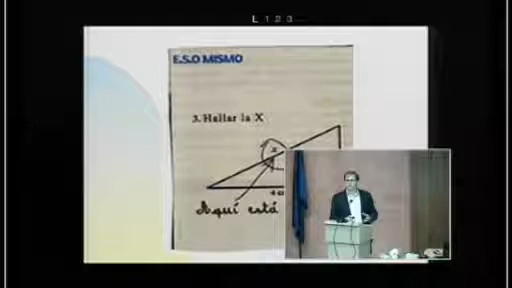 L 1 2 3
E.S.O MISMO
3. Hallar la X
x
Aquí está